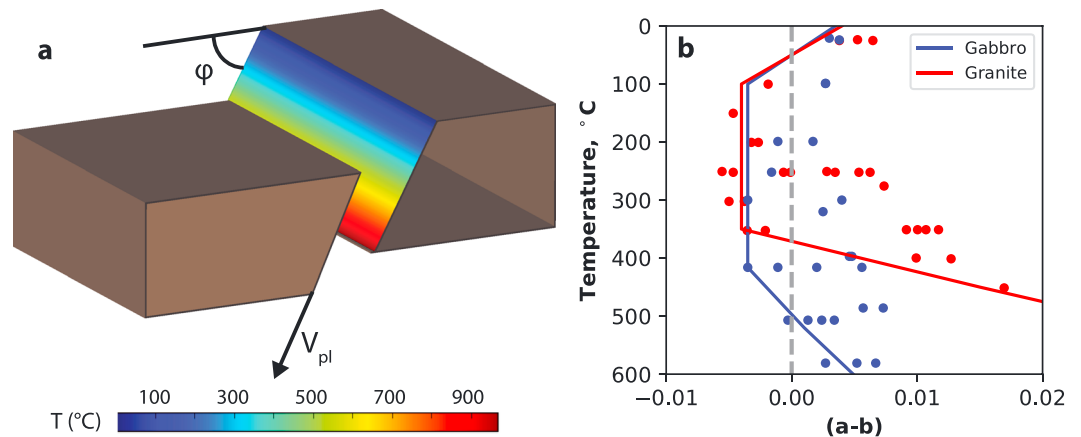 a
φ
V_pl
T (°C)
100 300 500 700 900
b
Gabbro
Granite
Temperature, °C
0
100
200
300
400
500
600
−0.01 0.00 0.01 0.02
(a-b)